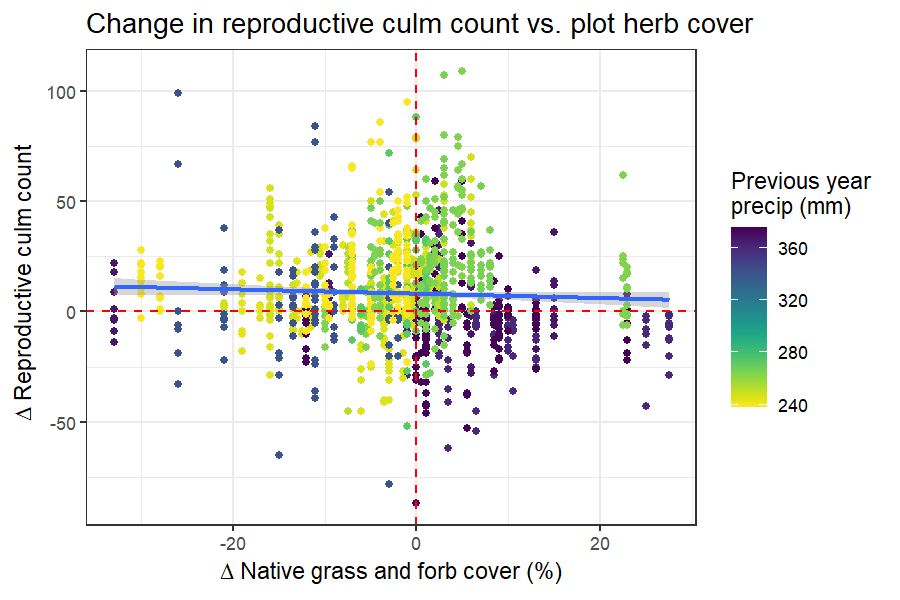 Change in reproductive culm count vs. plot herb cover
Δ Reproductive culm count
100
50
0
-50
-20
0
20
Δ Native grass and forb cover (%)
Previous year
precip (mm)
360
320
280
240